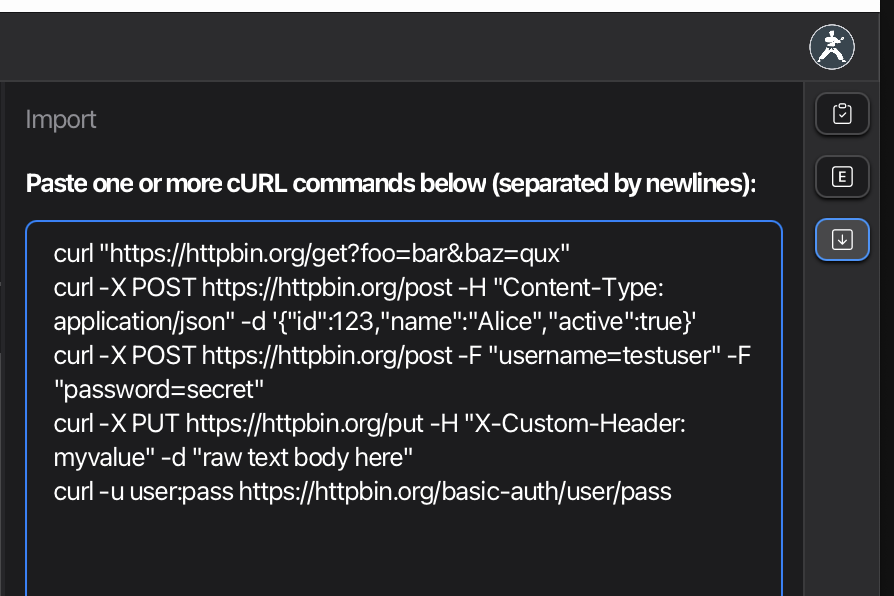 Import
Paste one or more cURL commands below (separated by newlines):
curl "https://httpbin.org/get?foo=bar&baz=qux"
curl -X POST https://httpbin.org/post -H "Content-Type:
application/json" -d '{"id":123,"name":"Alice","active":true}'
curl -X POST https://httpbin.org/post -F "username=testuser" -F
"password=secret"
curl -X PUT https://httpbin.org/put -H "X-Custom-Header:
myvalue" -d "raw text body here"
curl -u user:pass https://httpbin.org/basic-auth/user/pass
E